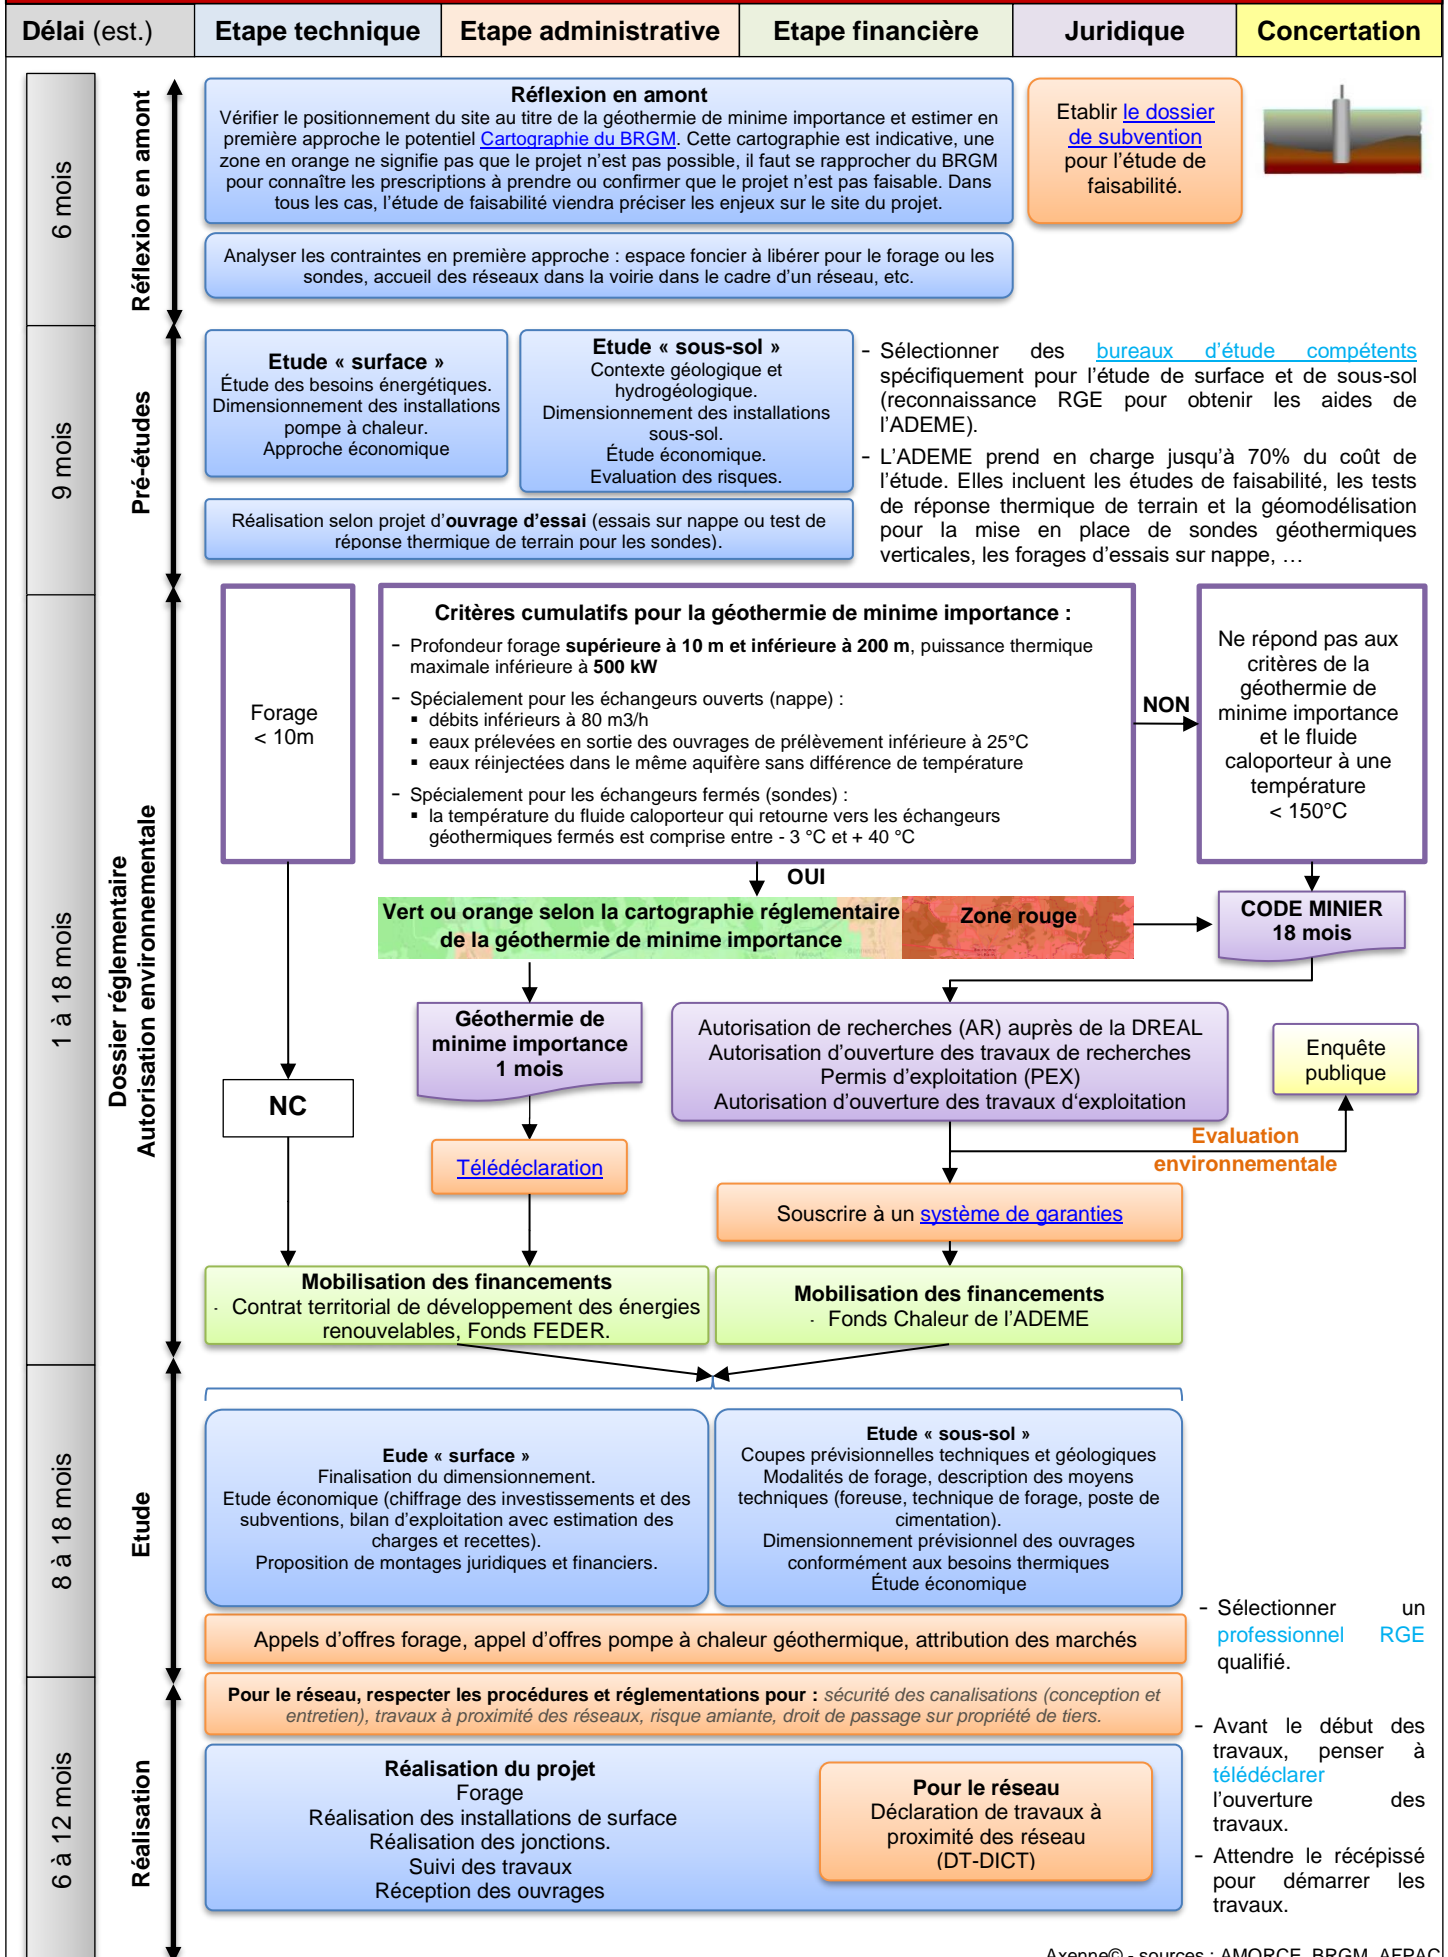 Délai (est.)
Etape technique
Etape administrative
Etape financière
Juridique
Concertation
6 mois
Réflexion en amont
Réflexion en amont
Vérifier le positionnement du site au titre de la géothermie de minime importance et estimer en
première approche le potentiel Cartographie du BRGM. Cette cartographie est indicative, une
zone en orange ne signifie pas que le projet n'est pas possible, il faut se rapprocher du BRGM
pour connaître les prescriptions à prendre ou confirmer que le projet n'est pas faisable. Dans
tous les cas, l'étude de faisabilité viendra préciser les enjeux sur le site du projet.
Etablir le dossier
de subvention
pour l'étude de
faisabilité.
Analyser les contraintes en première approche : espace foncier à libérer pour le forage ou les
sondes, accueil des réseaux dans la voirie dans le cadre d'un réseau, etc.
9 mois
Pré-études
Etude « surface »
Étude des besoins énergétiques.
Dimensionnement des installations
pompe à chaleur.
Approche économique
Etude « sous-sol »
Contexte géologique et
hydrogéologique.
Dimensionnement des installations
sous-sol.
Étude économique.
Evaluation des risques.
- Sélectionner des bureaux d'étude compétents
spécifiquement pour l'étude de surface et de sous-sol
(reconnaissance RGE pour obtenir les aides de
l'ADEME).
- L'ADEME prend en charge jusqu'à 70% du coût de
l'étude. Elles incluent les études de faisabilité, les tests
de réponse thermique de terrain et la géomodélisation
pour la mise en place de sondes géothermiques
verticales, les forages d'essais sur nappe, …
Réalisation selon projet d'ouvrage d'essai (essais sur nappe ou test de
réponse thermique de terrain pour les sondes).
1 à 18 mois
Dossier réglementaire
Autorisation environnementale
Forage
< 10m
Critères cumulatifs pour la géothermie de minime importance :
- Profondeur forage supérieure à 10 m et inférieure à 200 m, puissance thermique
maximale inférieure à 500 kW
- Spécialement pour les échangeurs ouverts (nappe) :
▪ débits inférieurs à 80 m3/h
▪ eaux prélevées en sortie des ouvrages de prélèvement inférieure à 25°C
▪ eaux réinjectées dans le même aquifère sans différence de température
- Spécialement pour les échangeurs fermés (sondes) :
▪ la température du fluide caloporteur qui retourne vers les échangeurs
géothermiques fermés est comprise entre - 3 °C et + 40 °C
NON
Ne répond pas aux
critères de la
géothermie de
minime importance
et le fluide
caloporteur à une
température
< 150°C
OUI
Vert ou orange selon la cartographie réglementaire
de la géothermie de minime importance
Zone rouge
CODE MINIER
18 mois
Géothermie de
minime importance
1 mois
Autorisation de recherches (AR) auprès de la DREAL
Autorisation d'ouverture des travaux de recherches
Permis d'exploitation (PEX)
Autorisation d'ouverture des travaux d'exploitation
Enquête
publique
NC
Evaluation
environnementale
Télédéclaration
Souscrire à un système de garanties
Mobilisation des financements
- Contrat territorial de développement des énergies
renouvelables, Fonds FEDER.
Mobilisation des financements
- Fonds Chaleur de l'ADEME
8 à 18 mois
Etude
Eude « surface »
Finalisation du dimensionnement.
Etude économique (chiffrage des investissements et des
subventions, bilan d'exploitation avec estimation des
charges et recettes).
Proposition de montages juridiques et financiers.
Etude « sous-sol »
Coupes prévisionnelles techniques et géologiques
Modalités de forage, description des moyens
techniques (foreuse, technique de forage, poste de
cimentation).
Dimensionnement prévisionnel des ouvrages
conformément aux besoins thermiques
Étude économique
Appels d'offres forage, appel d'offres pompe à chaleur géothermique, attribution des marchés
- Sélectionner un
professionnel RGE
qualifié.
6 à 12 mois
Réalisation
Pour le réseau, respecter les procédures et réglementations pour : sécurité des canalisations (conception et
entretien), travaux à proximité des réseaux, risque amiante, droit de passage sur propriété de tiers.
Réalisation du projet
Forage
Réalisation des installations de surface
Réalisation des jonctions.
Suivi des travaux
Réception des ouvrages
Pour le réseau
Déclaration de travaux à
proximité des réseau
(DT-DICT)
- Avant le début des
travaux, penser à
télédéclarer
l'ouverture des
travaux.
- Attendre le récépissé
pour démarrer les
travaux.
Axenne© - sources : AMORCE, BRGM, AFPAC